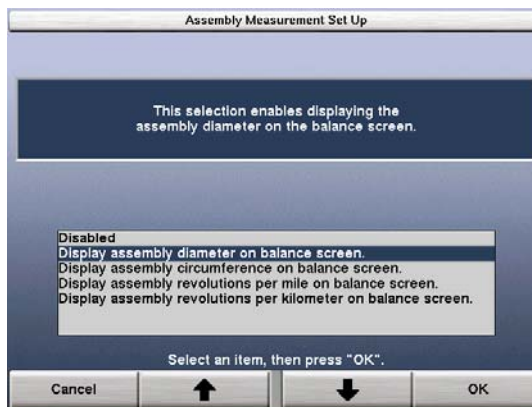 Assembly Measurement Set Up
This selection enables displaying the
assembly diameter on the balance screen.
Disabled
Display assembly diameter on balance screen.
Display assembly circumference on balance screen.
Display assembly revolutions per mile on balance screen.
Display assembly revolutions per kilometer on balance screen.
Select an item, then press "OK".
Cancel
OK